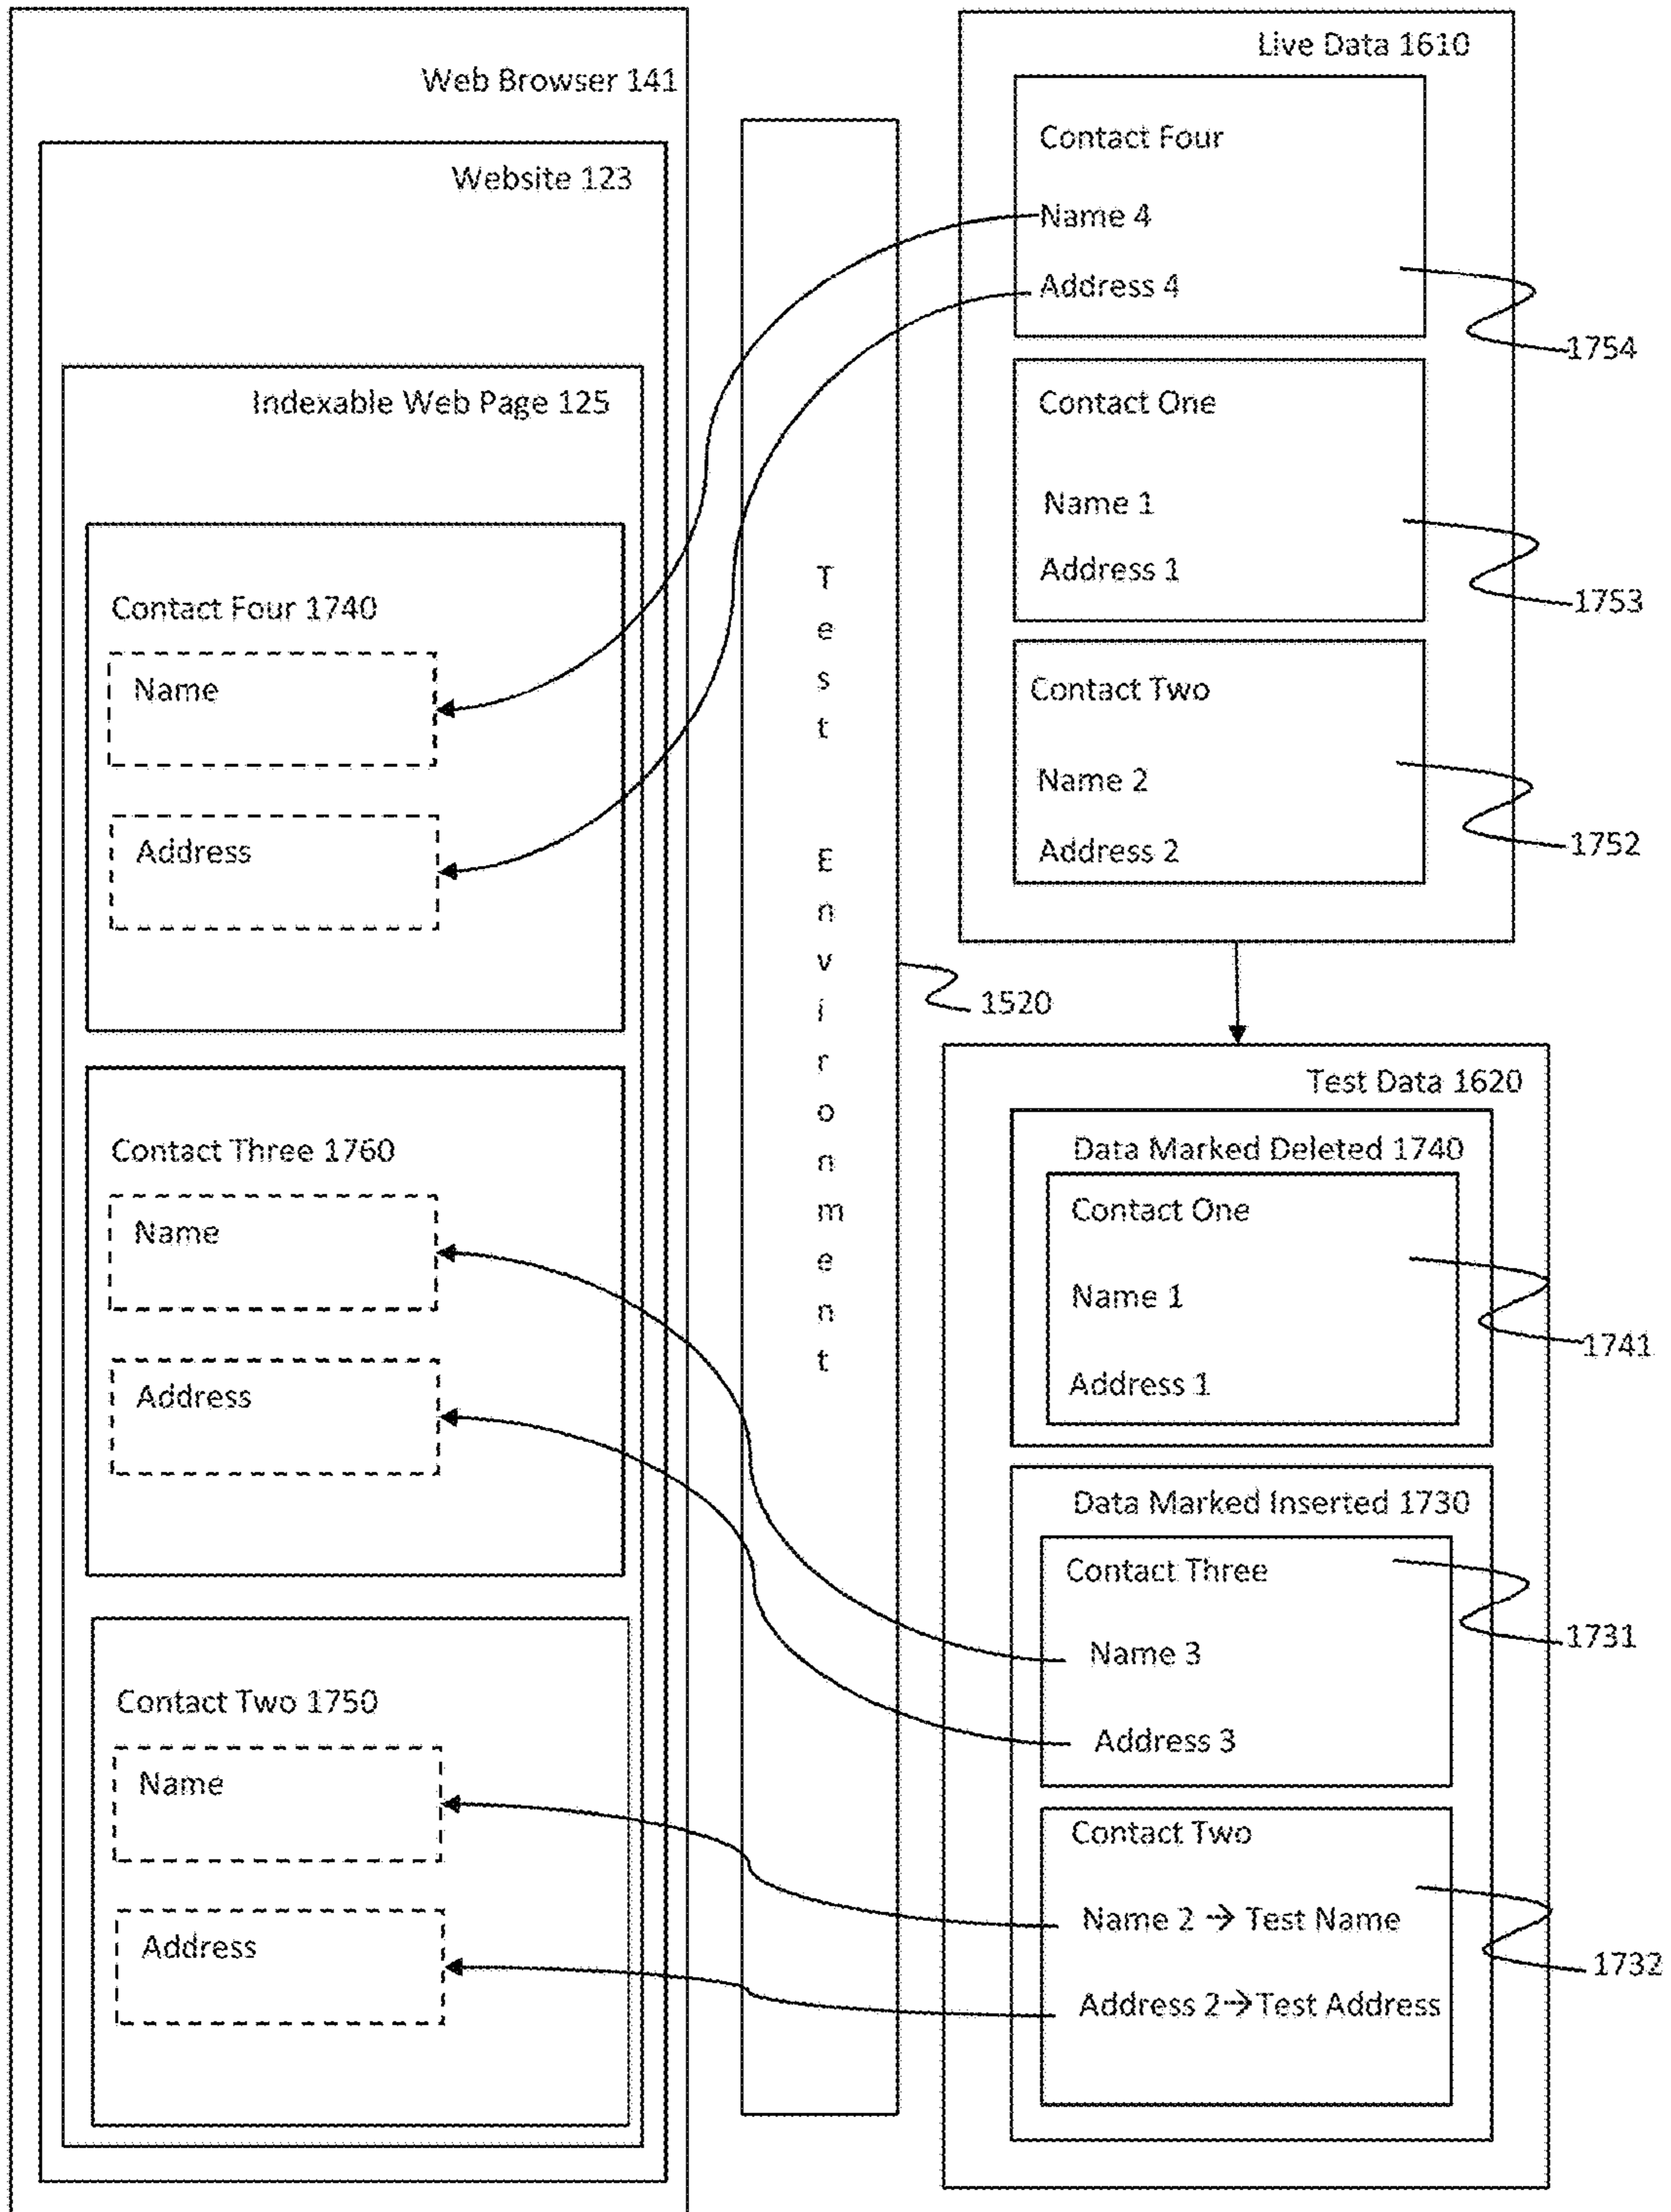 Web Browser 141
Website 123
Indexable Web Page 125
Contact Four 1740
Name
Address
Contact Three 1760
Name
Address
Contact Two 1750
Name
Address
Test Environment
1520
Live Data 1610
Contact Four
Name 4
Address 4
1754
Contact One
Name 1
Address 1
1753
Contact Two
Name 2
Address 2
1752
Test Data 1620
Data Marked Deleted 1740
Contact One
Name 1
Address 1
1741
Data Marked Inserted 1730
Contact Three
Name 3
Address 3
1731
Contact Two
Name 2 → Test Name
Address 2→Test Address
1732